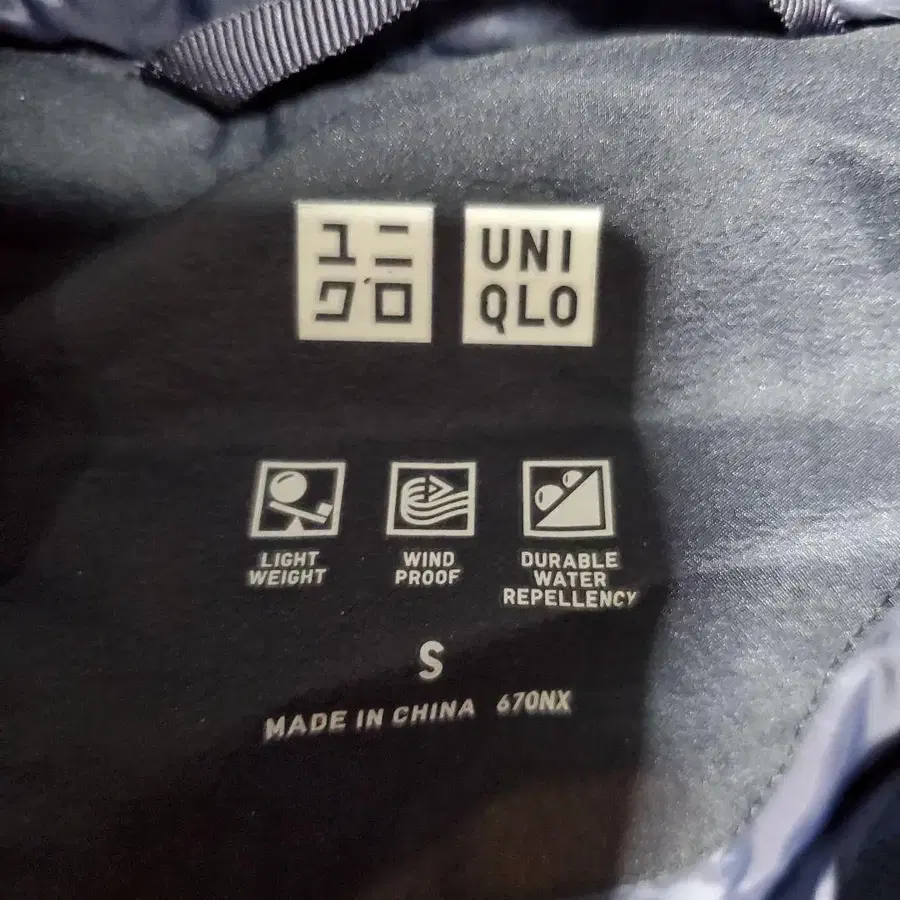 ユニ
クロ
UNI
QLO
LIGHT
WEIGHT
WIND
PROOF
DURABLE
WATER
REPELLENCY
S
MADE IN CHINA 670NX